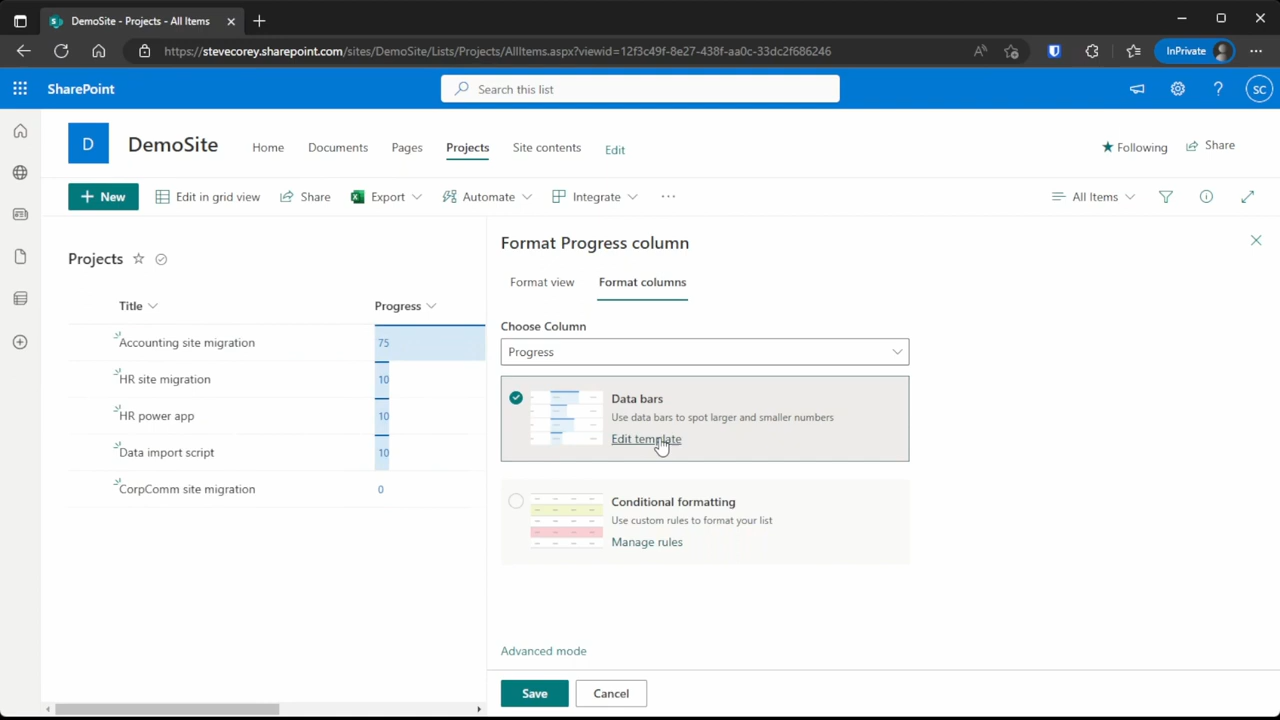 DemoSite - Projects - All Items
https://stevecorey.sharepoint.com/sites/DemoSite/Lists/Projects/AllItems.aspx?viewid=12f3c49f-8e27-438f-aa0c-33dc2f686246
InPrivate
SharePoint
Search this list
SC
D
DemoSite
Home
Documents
Pages
Projects
Site contents
Edit
Following
Share
New
Edit in grid view
Share
Export
Automate
Integrate
All Items
Projects
Title
Progress
Accounting site migration
75
HR site migration
10
HR power app
10
Data import script
10
CorpComm site migration
0
Format Progress column
Format view
Format columns
Choose Column
Progress
Data bars
Use data bars to spot larger and smaller numbers
Edit template
Conditional formatting
Use custom rules to format your list
Manage rules
Advanced mode
Save
Cancel